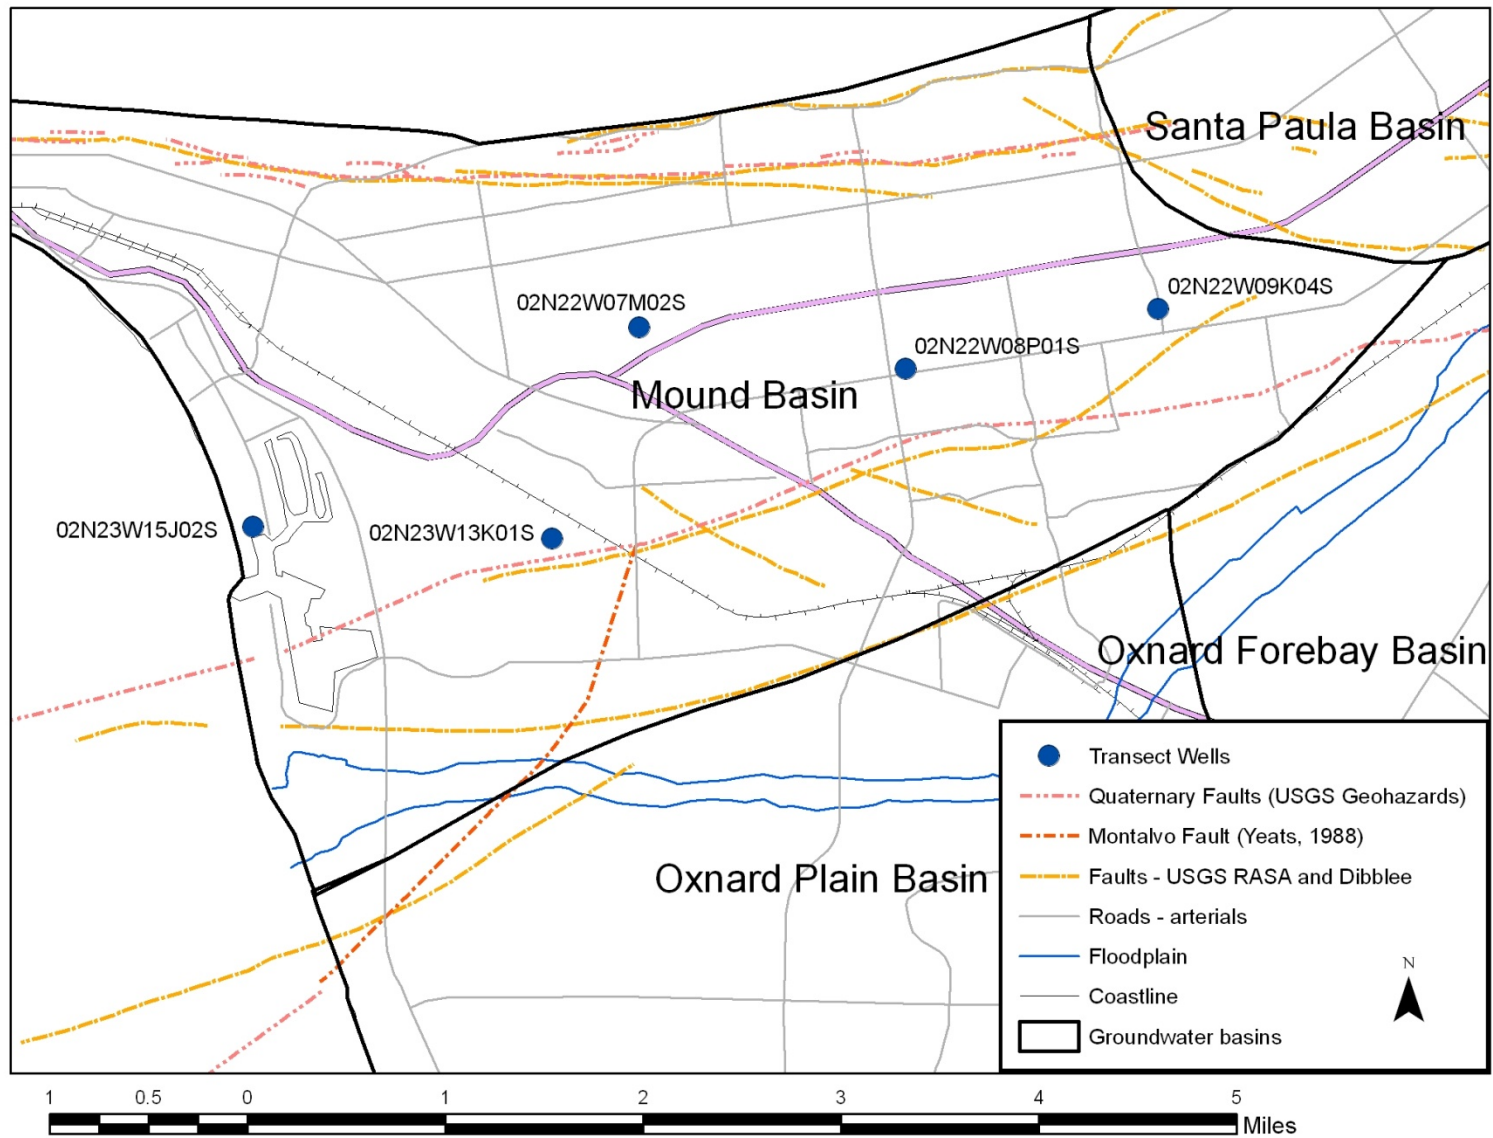 Santa Paula Basin
02N22W09K04S
02N22W07M02S
02N22W08P01S
Mound Basin
02N23W15J02S
02N23W13K01S
Oxnard Forebay Basin
Oxnard Plain Basin
Transect Wells
Quaternary Faults (USGS Geohazards)
Montalvo Fault (Yeats, 1988)
Faults - USGS RASA and Dibblee
Roads - arterials
Floodplain
Coastline
Groundwater basins
N
1 0.5 0 1 2 3 4 5
Miles